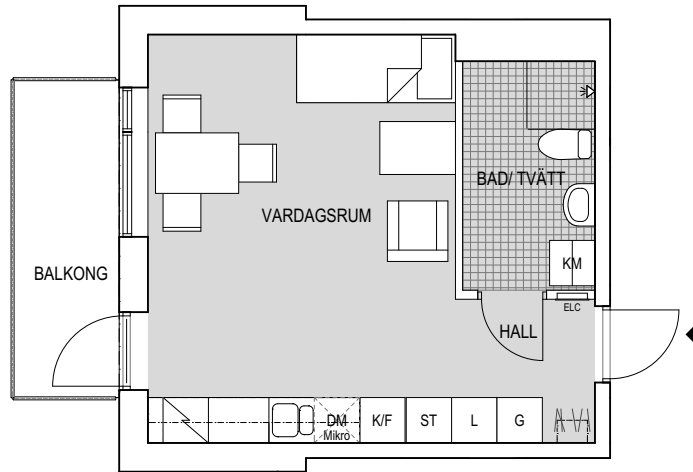 BAD/ TVÄTT
VARDAGSRUM
BALKONG
KM
ELC
HALL
DM
Mikro
K/F
ST
L
G